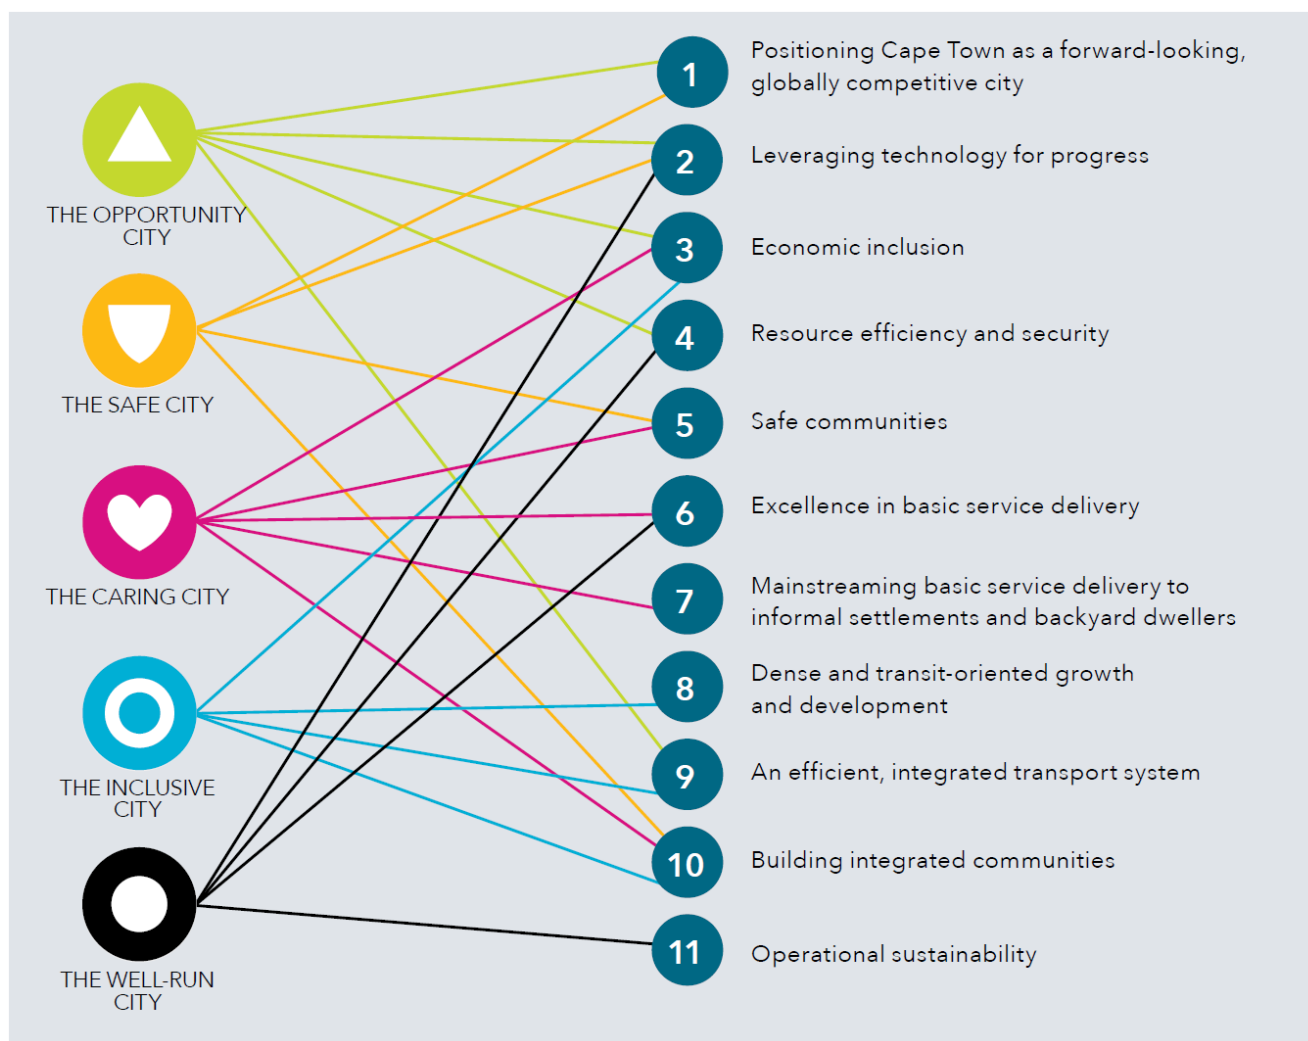 THE OPPORTUNITY
CITY
THE SAFE CITY
THE CARING CITY
THE INCLUSIVE
CITY
THE WELL-RUN
CITY
1
Positioning Cape Town as a forward-looking,
globally competitive city
2
Leveraging technology for progress
3
Economic inclusion
4
Resource efficiency and security
5
Safe communities
6
Excellence in basic service delivery
7
Mainstreaming basic service delivery to
informal settlements and backyard dwellers
8
Dense and transit-oriented growth
and development
9
An efficient, integrated transport system
10
Building integrated communities
11
Operational sustainability